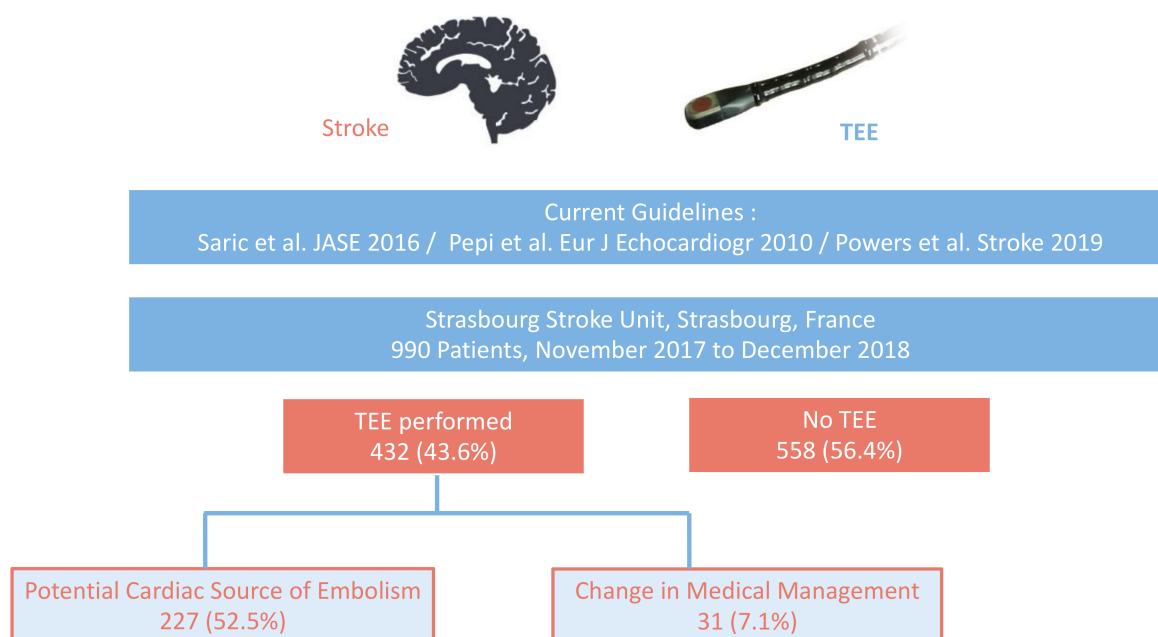 Stroke
TEE
Current Guidelines :
Saric et al. JASE 2016 / Pepi et al. Eur J Echocardiogr 2010 / Powers et al. Stroke 2019
Strasbourg Stroke Unit, Strasbourg, France
990 Patients, November 2017 to December 2018
TEE performed
432 (43.6%)
No TEE
558 (56.4%)
Potential Cardiac Source of Embolism
227 (52.5%)
Change in Medical Management
31 (7.1%)